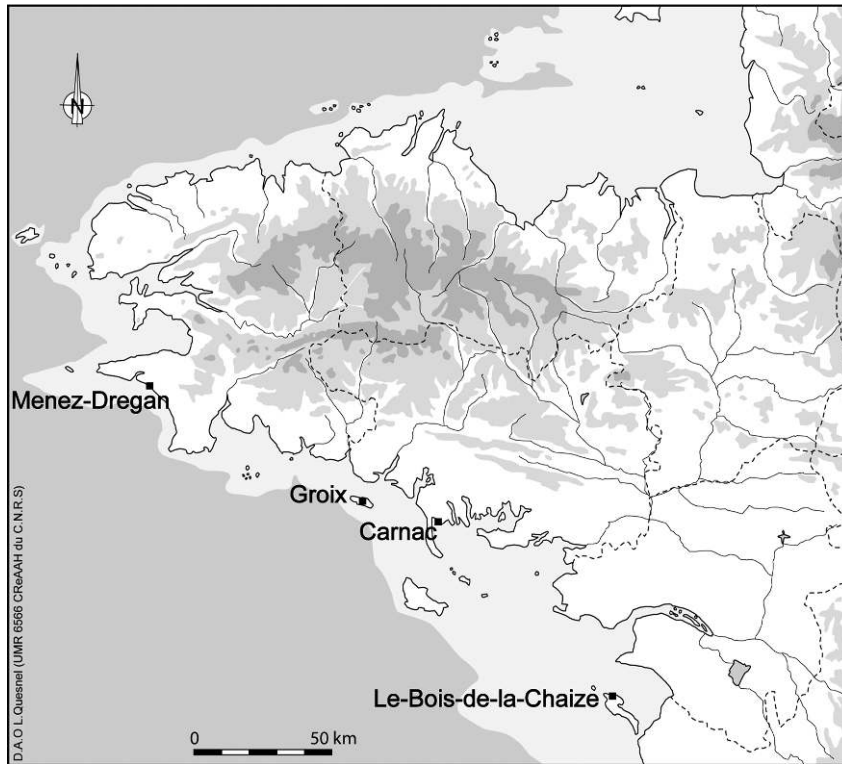 N
Menez-Dregan
Groix
Carnac
Le-Bois-de-la-Chaize
0 50 km
D.A.O L.Quesnel (UMR 6566 CReAAH du C.N.R.S)